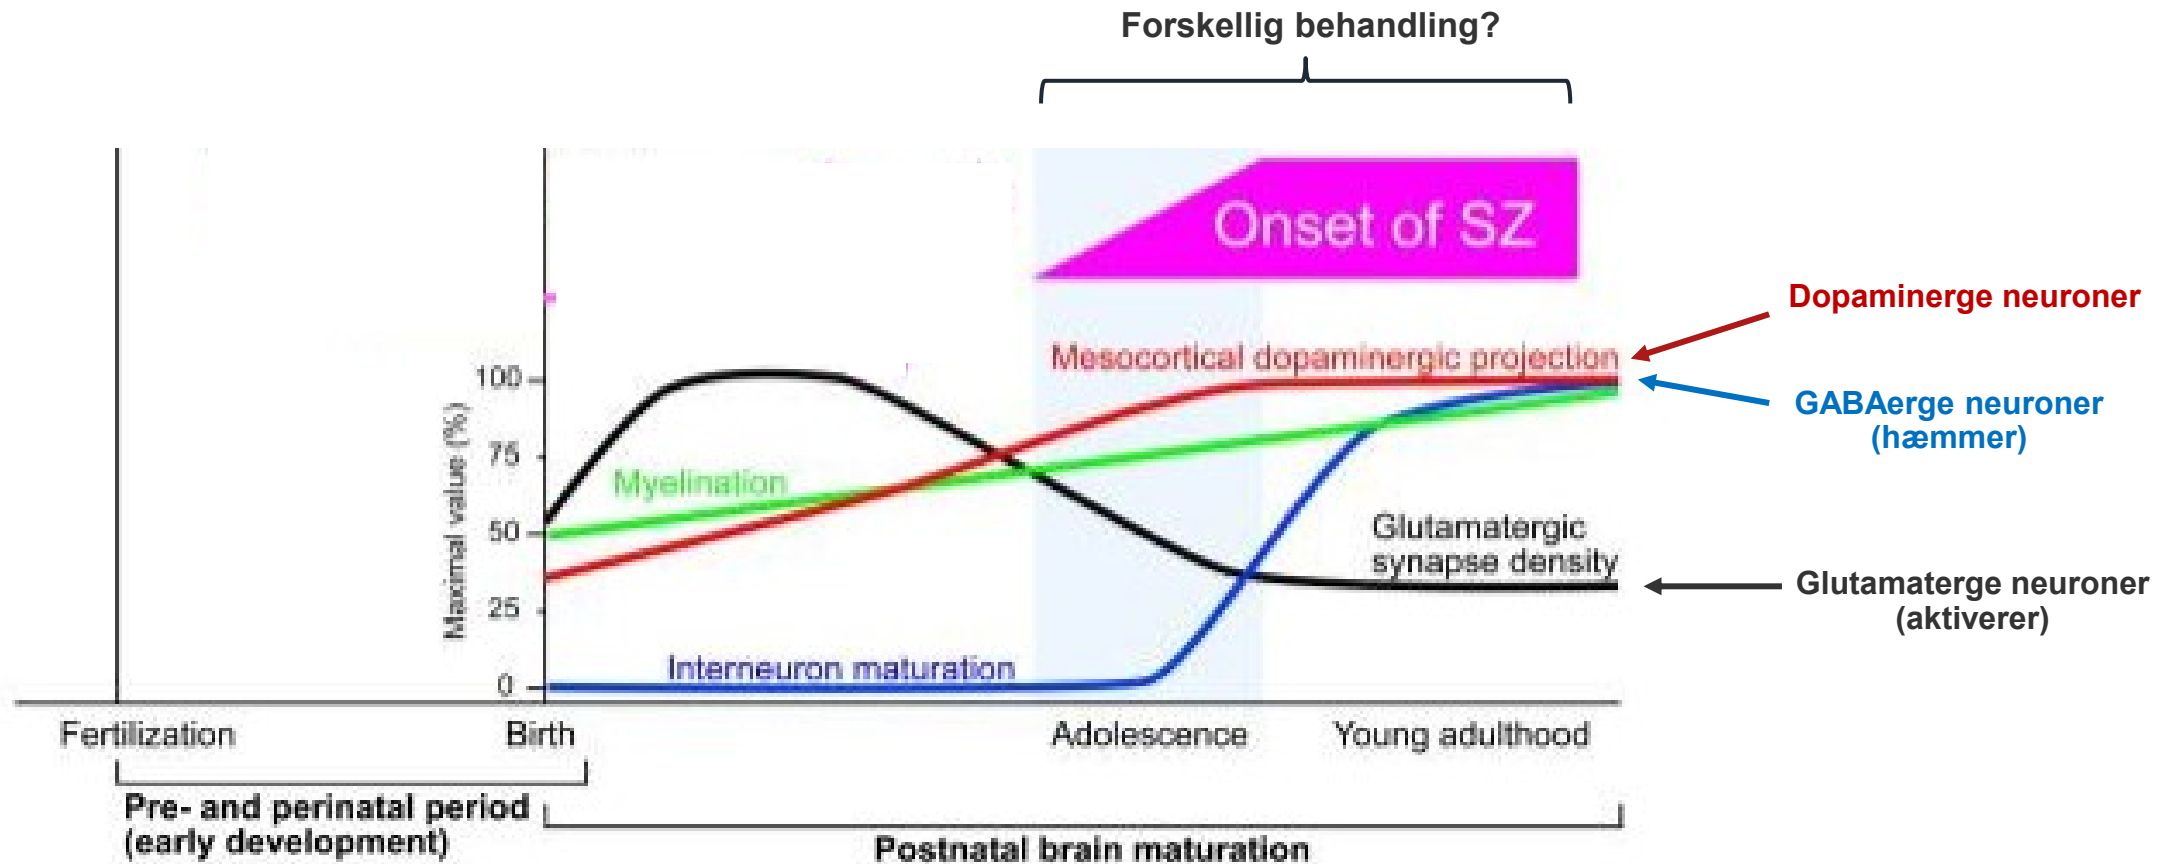 Forskellig behandling?
Onset of SZ
Dopaminerge neuroner
Mesocortical dopaminergic projection
GABAerge neuroner
(hæmmer)
100
75
50
25
0
Maximal value (%)
Myelination
Glutamatergic
synapse density
Glutamaterge neuroner
(aktiverer)
Interneuron maturation
Fertilization
Birth
Adolescence
Young adulthood
Pre- and perinatal period
(early development)
Postnatal brain maturation